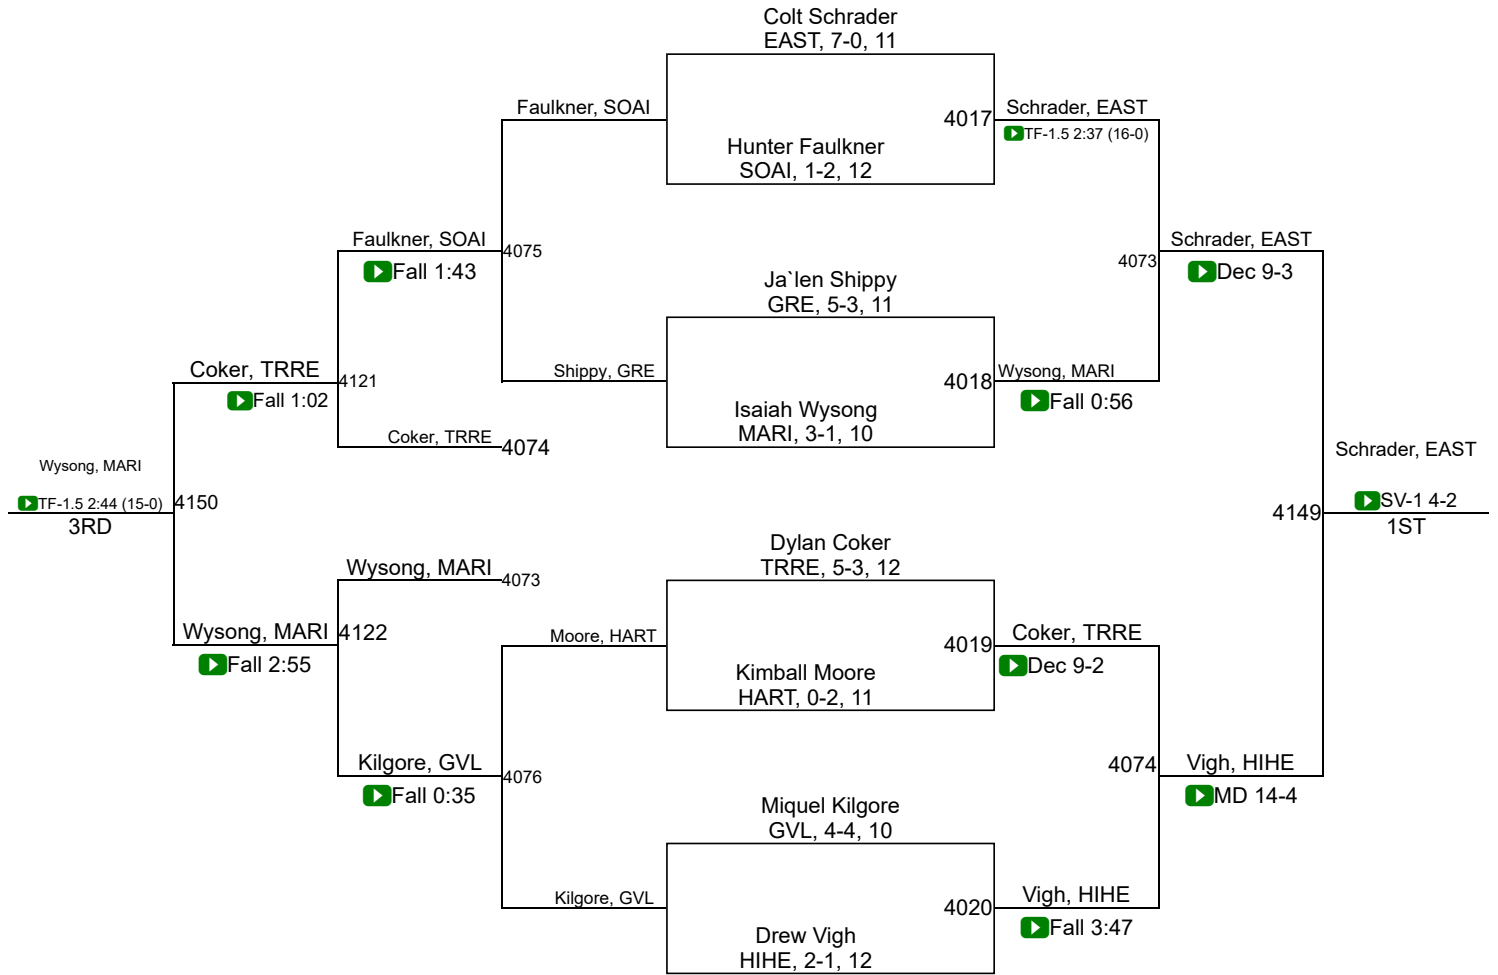 Colt Schrader
EAST, 7-0, 11
Faulkner, SOAI
4017
Schrader, EAST
TF-1.5 2:37 (16-0)
Hunter Faulkner
SOAI, 1-2, 12
Faulkner, SOAI
4075
Fall 1:43
4073
Schrader, EAST
Dec 9-3
Ja`len Shippy
GRE, 5-3, 11
Coker, TRRE
4121
Fall 1:02
Shippy, GRE
4018
Wysong, MARI
Fall 0:56
Isaiah Wysong
MARI, 3-1, 10
Coker, TRRE
4074
Wysong, MARI
TF-1.5 2:44 (15-0)
4150
3RD
Schrader, EAST
4149
SV-1 4-2
1ST
Dylan Coker
TRRE, 5-3, 12
Wysong, MARI
4073
Wysong, MARI
4122
Fall 2:55
Moore, HART
4019
Coker, TRRE
Dec 9-2
Kimball Moore
HART, 0-2, 11
Kilgore, GVL
4076
Fall 0:35
4074
Vigh, HIHE
MD 14-4
Miquel Kilgore
GVL, 4-4, 10
Kilgore, GVL
4020
Vigh, HIHE
Fall 3:47
Drew Vigh
HIHE, 2-1, 12